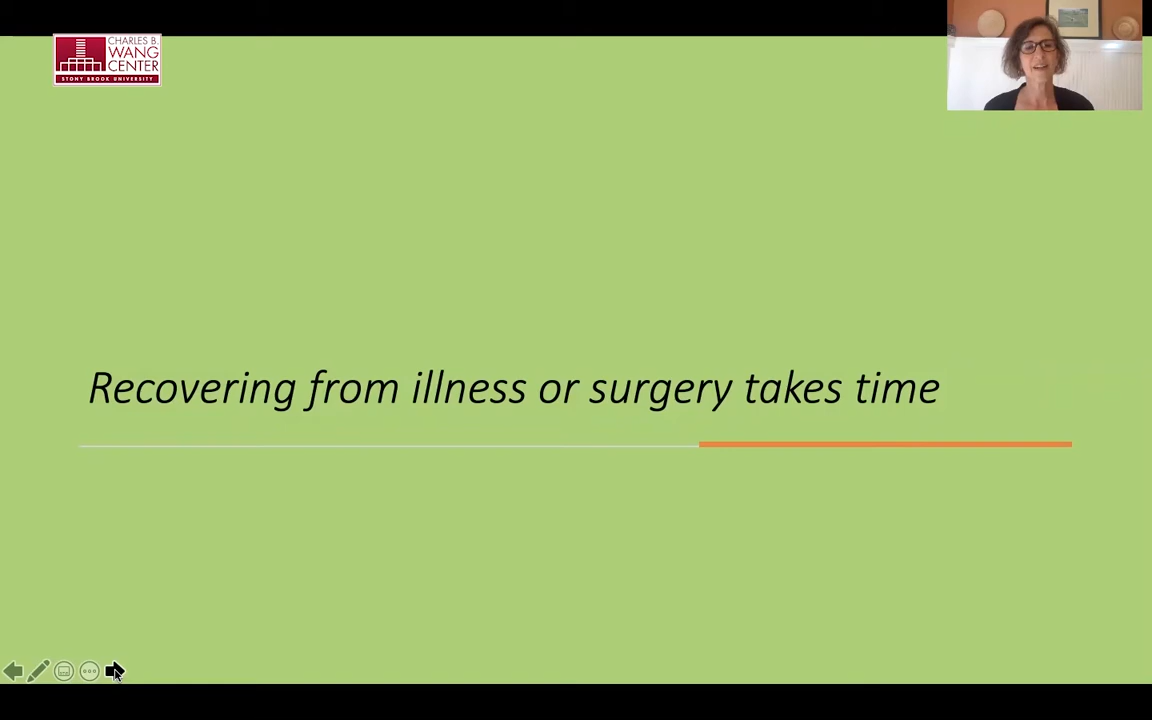 CHARLES B.
WANG
CENTER
STONY BROOK UNIVERSITY
Recovering from illness or surgery takes time